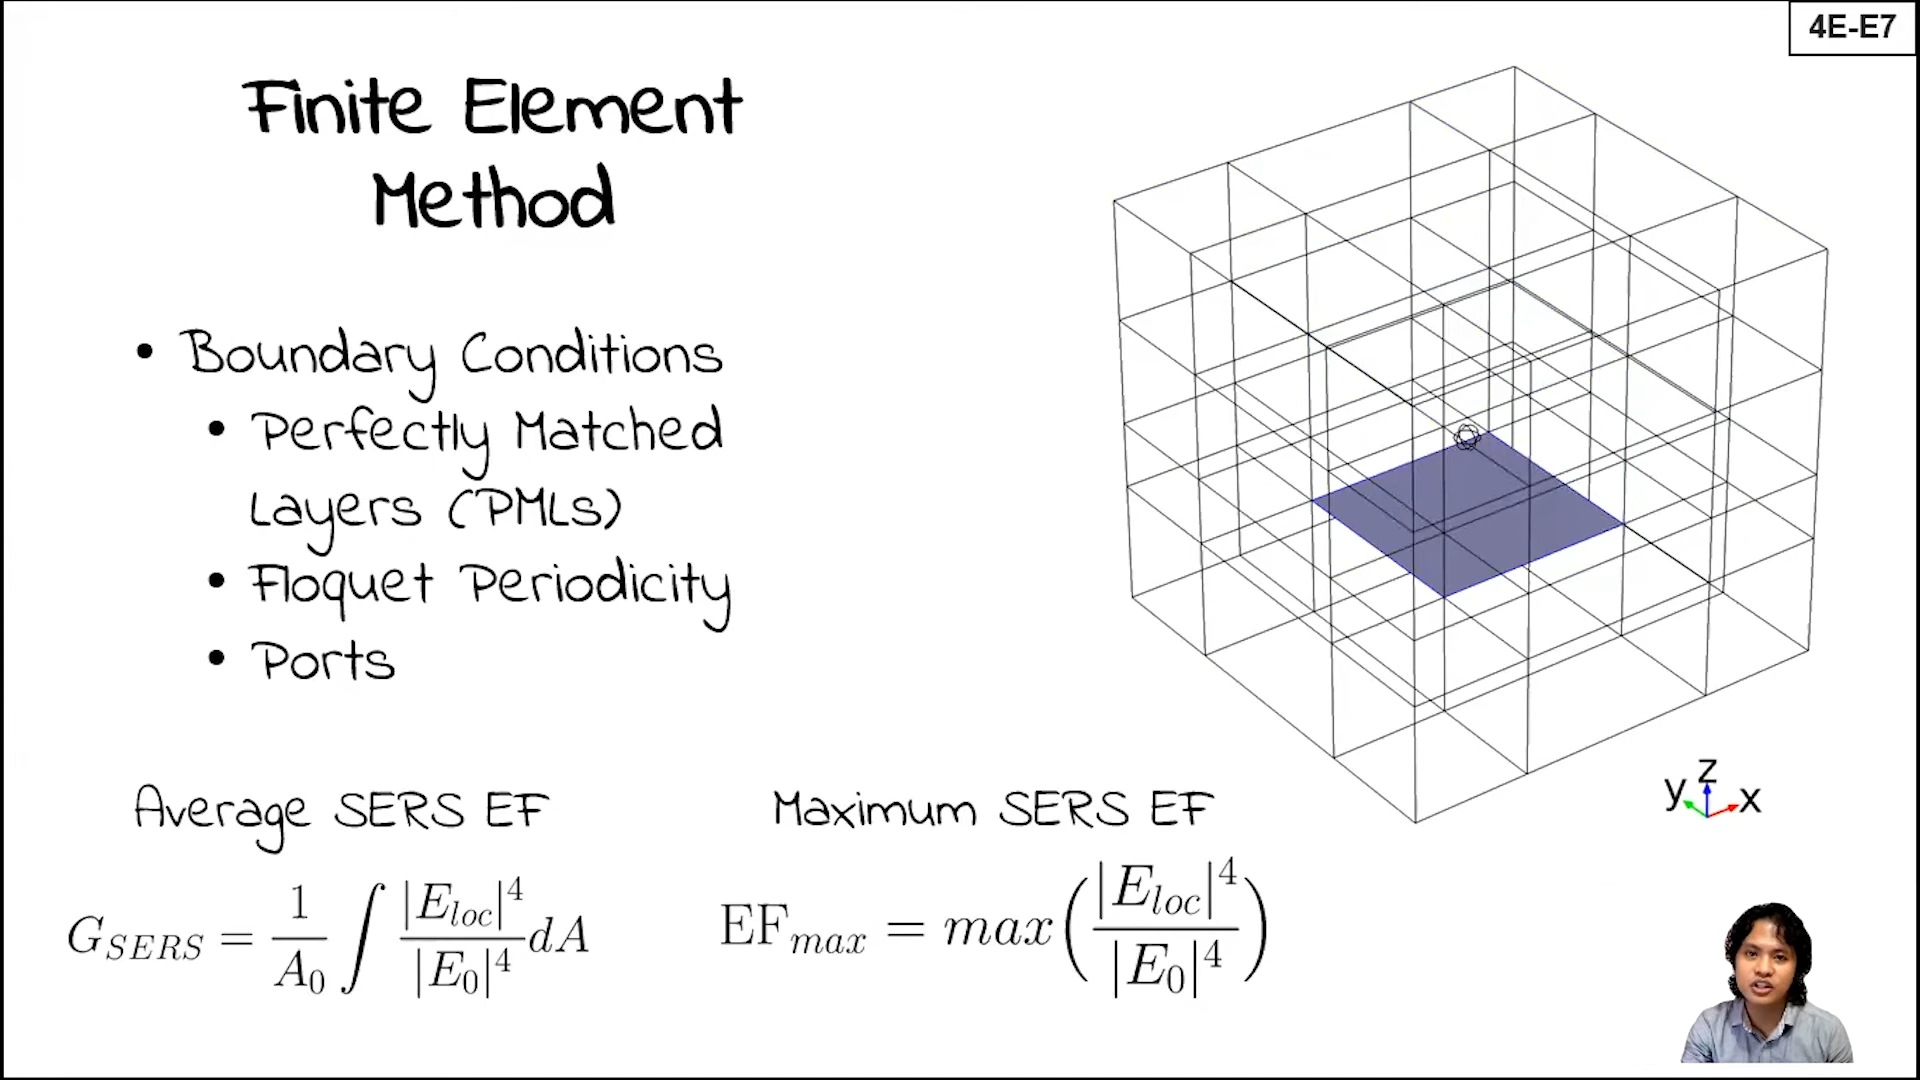 4E-E7
Finite Element
Method
• Boundary Conditions
• Perfectly Matched
Layers (PMLs)
• Floquet Periodicity
• Ports
Average SERS EF
G_{SERS} = \frac{1}{A_0} \int \frac{|E_{loc}|^4}{|E_0|^4} dA
Maximum SERS EF
EF_{max} = max\left(\frac{|E_{loc}|^4}{|E_0|^4}\right)
y z x